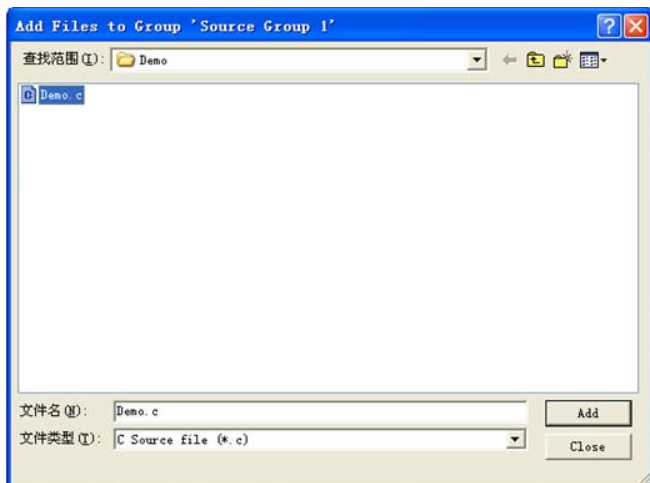 Add Files to Group 'Source Group 1'
查找范围(I): Demo
Demo.c
文件名(N): Demo.c
Add
文件类型(T): C Source file (*.c)
Close